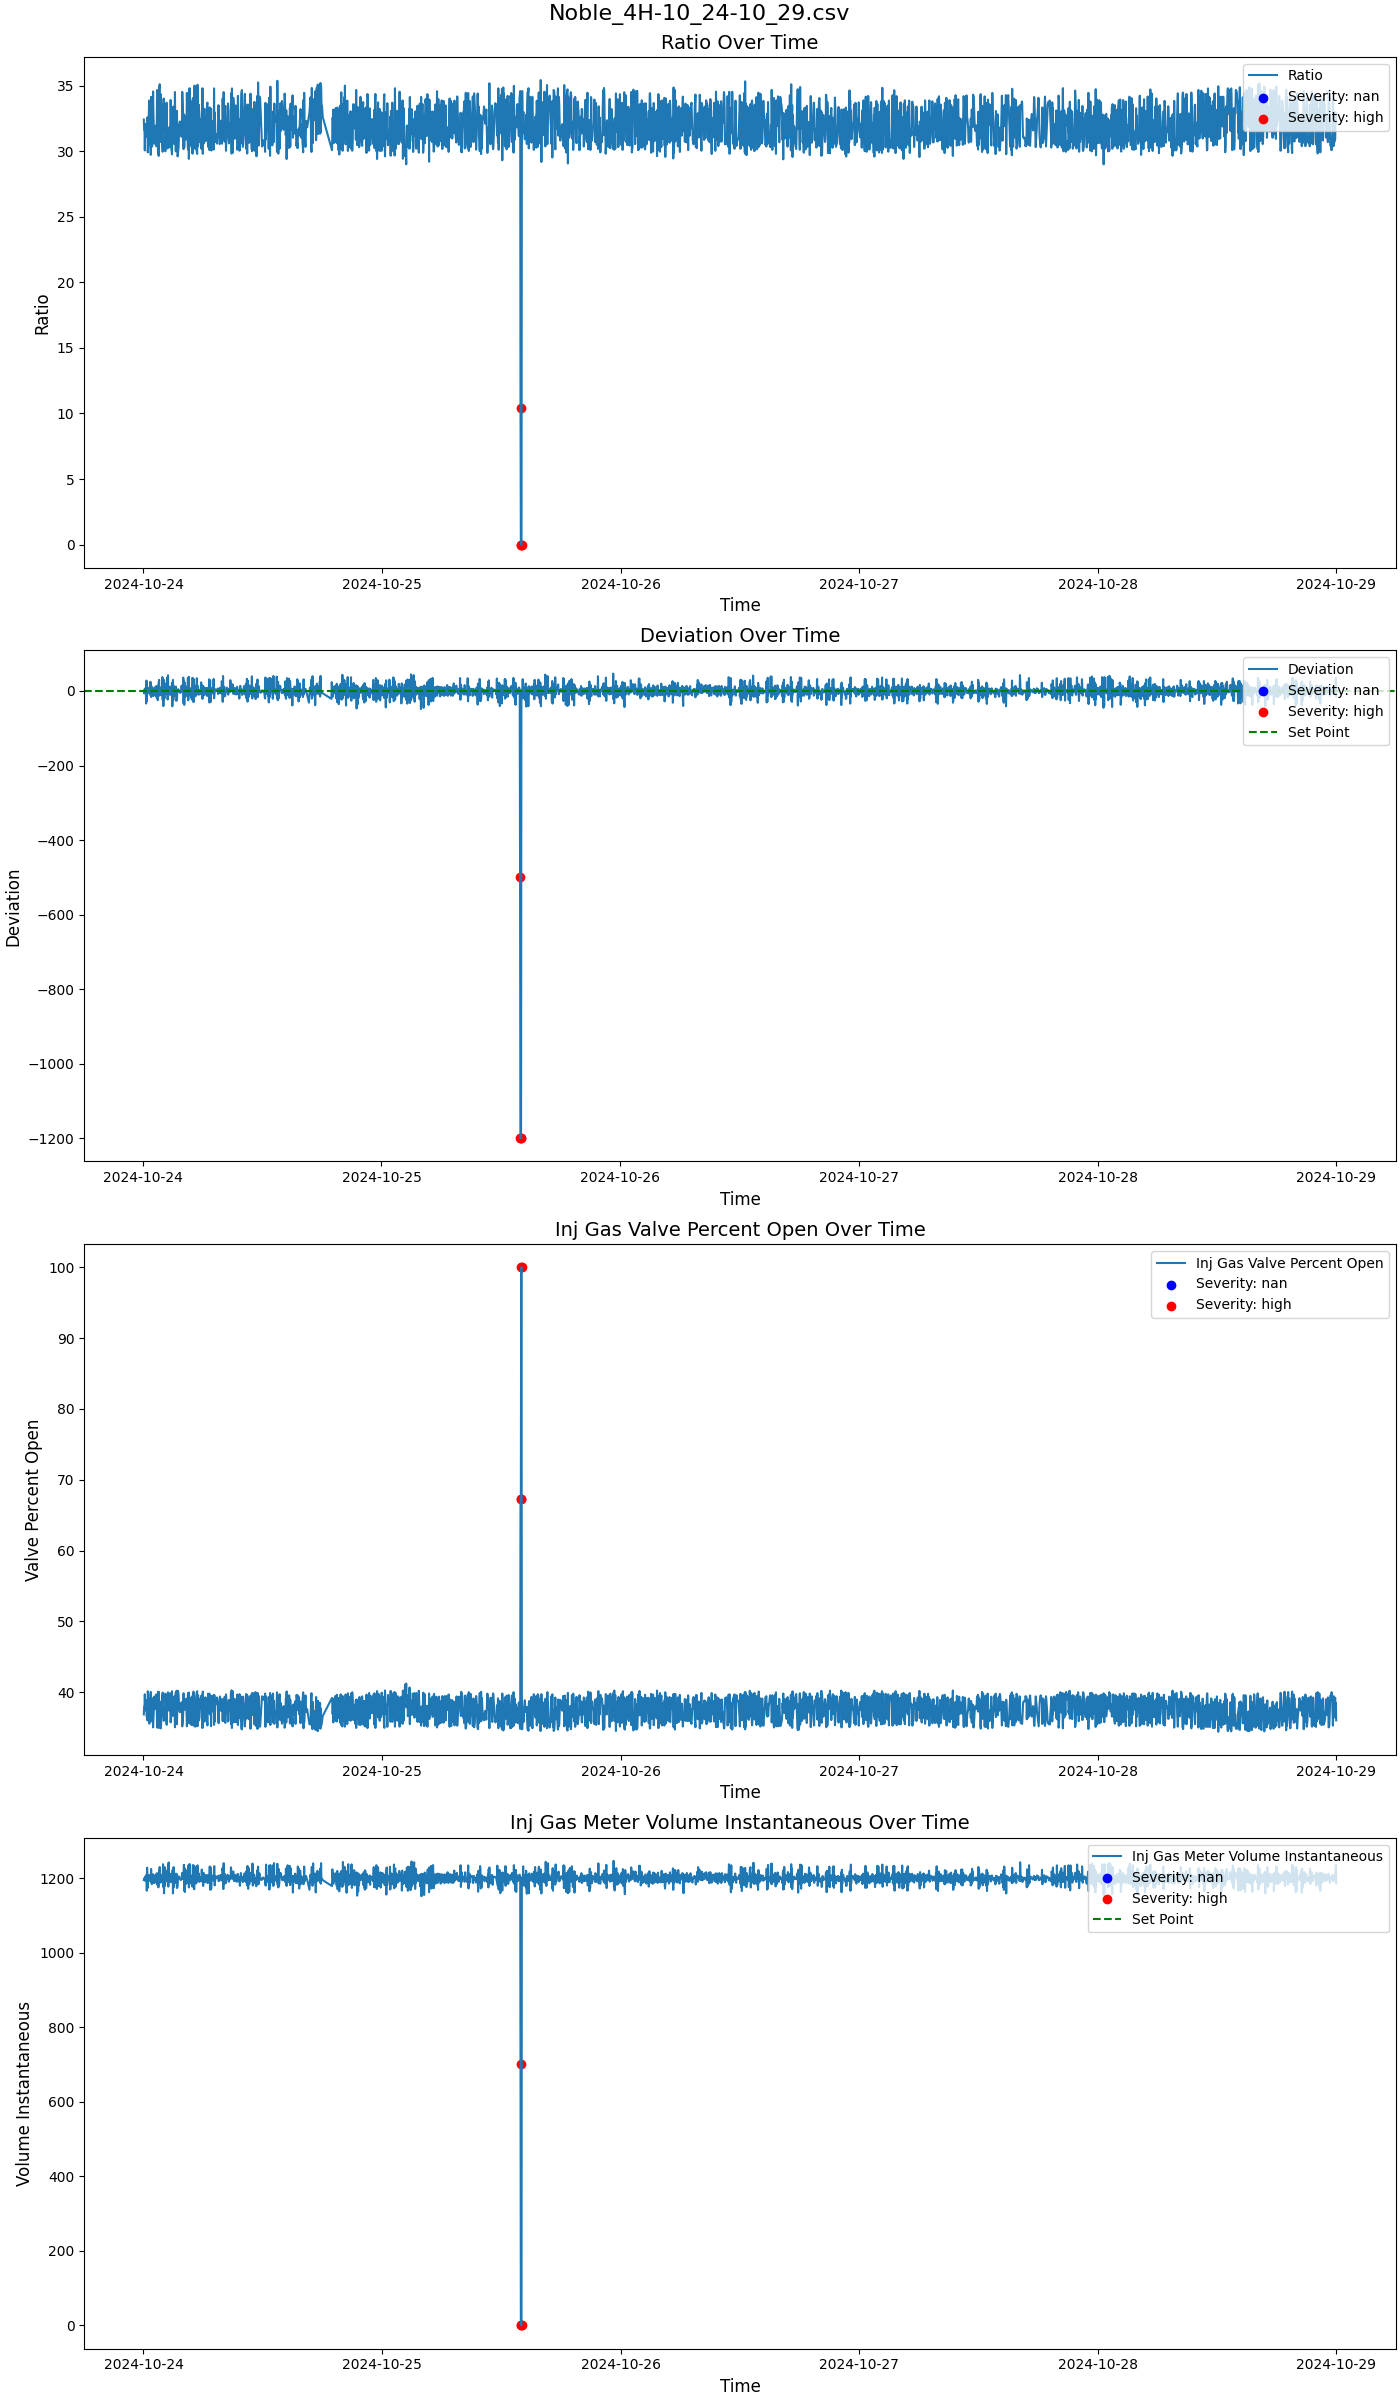 Noble_4H-10_24-10_29.csv
Ratio Over Time
Ratio
Severity: nan
Severity: high
35
30
25
20
15
10
5
0
Ratio
2024-10-24 2024-10-25 2024-10-26 2024-10-27 2024-10-28 2024-10-29
Time
Deviation Over Time
Deviation
Severity: nan
Severity: high
Set Point
0
−200
−400
−600
−800
−1000
−1200
Deviation
2024-10-24 2024-10-25 2024-10-26 2024-10-27 2024-10-28 2024-10-29
Time
Inj Gas Valve Percent Open Over Time
Inj Gas Valve Percent Open
Severity: nan
Severity: high
100
90
80
70
60
50
40
Valve Percent Open
2024-10-24 2024-10-25 2024-10-26 2024-10-27 2024-10-28 2024-10-29
Time
Inj Gas Meter Volume Instantaneous Over Time
Inj Gas Meter Volume Instantaneous
Severity: nan
Severity: high
Set Point
1200
1000
800
600
400
200
0
Volume Instantaneous
2024-10-24 2024-10-25 2024-10-26 2024-10-27 2024-10-28 2024-10-29
Time